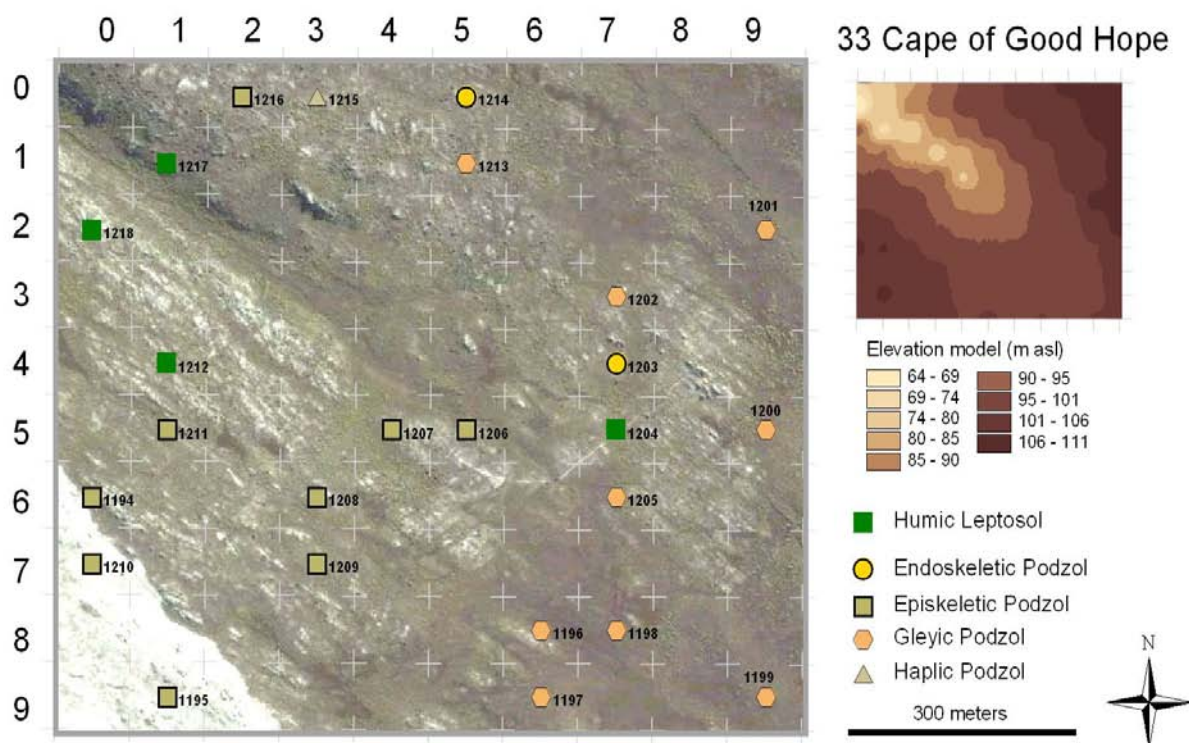 0 1 2 3 4 5 6 7 8 9
33 Cape of Good Hope
0
1216 1215 1214
1
1217 1213
1201
2
1218
3
1202
4
1212 1203
1200
5
1211 1207 1206 1204
6
1194 1208 1205
7
1210 1209
8
1196 1198
1199
9
1195 1197
Elevation model (m asl)
64 - 69 90 - 95
69 - 74 95 - 101
74 - 80 101 - 106
80 - 85 106 - 111
85 - 90
Humic Leptosol
Endoskeletic Podzol
Episkeletic Podzol
Gleyic Podzol
Haplic Podzol
N
300 meters